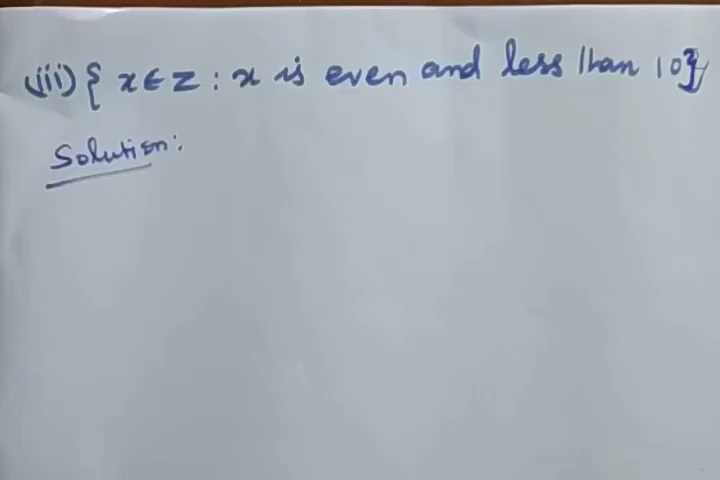 (iii) { x ∈ Z : x is even and less than 10}
Solution: